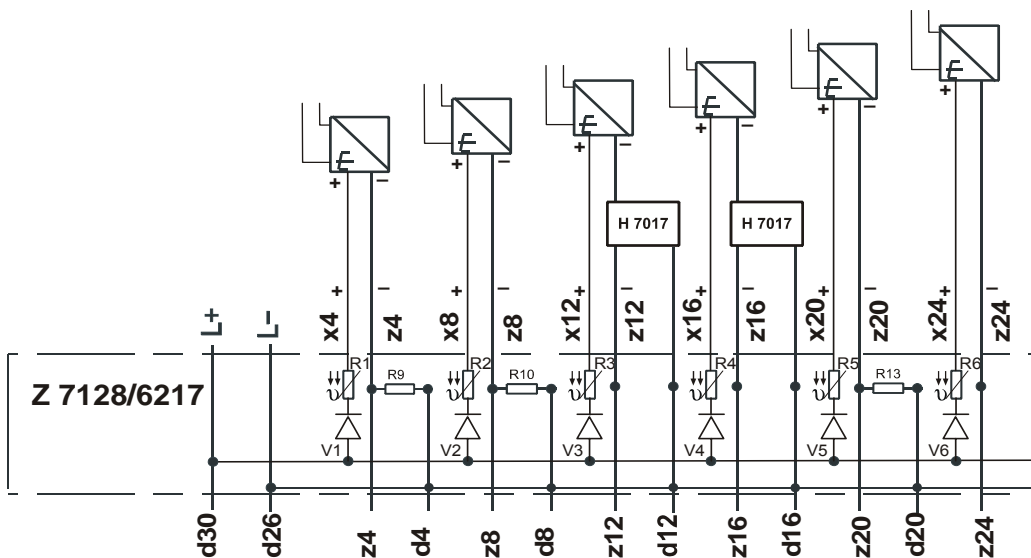 + −
+ −
+ −
+ −
+ −
+ −
H 7017 H 7017
+ − + − + − + − + − + −
L+ L− x4 z4 x8 z8 x12 z12 x16 z16 x20 z20 x24 z24
R1 R2 R3 R4 R5 R6
R9 R10 R13
Z 7128/6217
V1 V2 V3 V4 V5 V6
d30 d26 z4 d4 z8 d8 z12 d12 z16 d16 z20 d20 z24